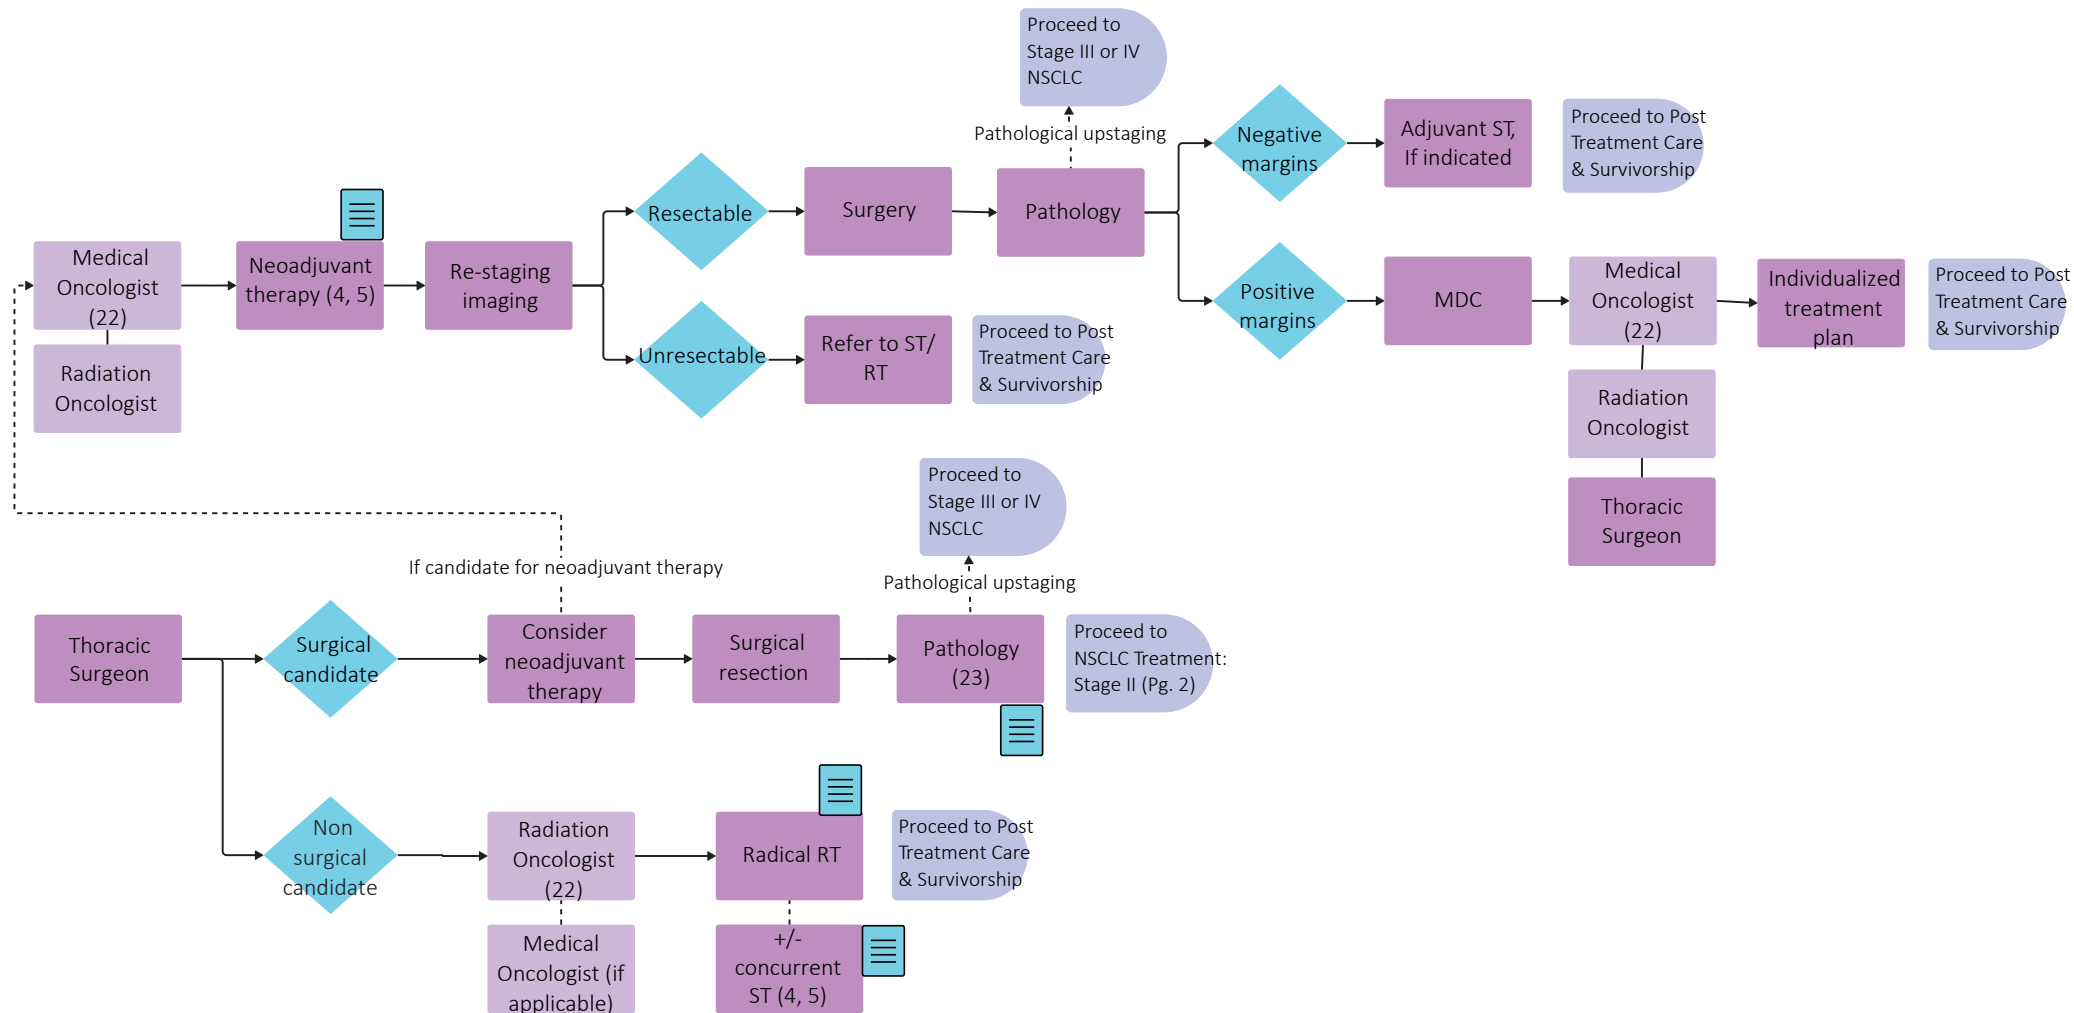 Proceed to
Stage III or IV
NSCLC
Pathological upstaging
Negative
margins
Adjuvant ST,
If indicated
Proceed to Post
Treatment Care
& Survivorship
Resectable
Surgery
Pathology
Medical
Oncologist
(22)
Neoadjuvant
therapy (4, 5)
Re-staging
imaging
Radiation
Oncologist
Unresectable
Refer to ST/
RT
Proceed to Post
Treatment Care
& Survivorship
Positive
margins
MDC
Medical
Oncologist
(22)
Individualized
treatment
plan
Proceed to Post
Treatment Care
& Survivorship
Radiation
Oncologist
Thoracic
Surgeon
Proceed to
Stage III or IV
NSCLC
If candidate for neoadjuvant therapy
Pathological upstaging
Thoracic
Surgeon
Surgical
candidate
Consider
neoadjuvant
therapy
Surgical
resection
Pathology
(23)
Proceed to
NSCLC Treatment:
Stage II (Pg. 2)
Non
surgical
candidate
Radiation
Oncologist
(22)
Radical RT
Proceed to Post
Treatment Care
& Survivorship
Medical
Oncologist (if
applicable)
+/-
concurrent
ST (4, 5)